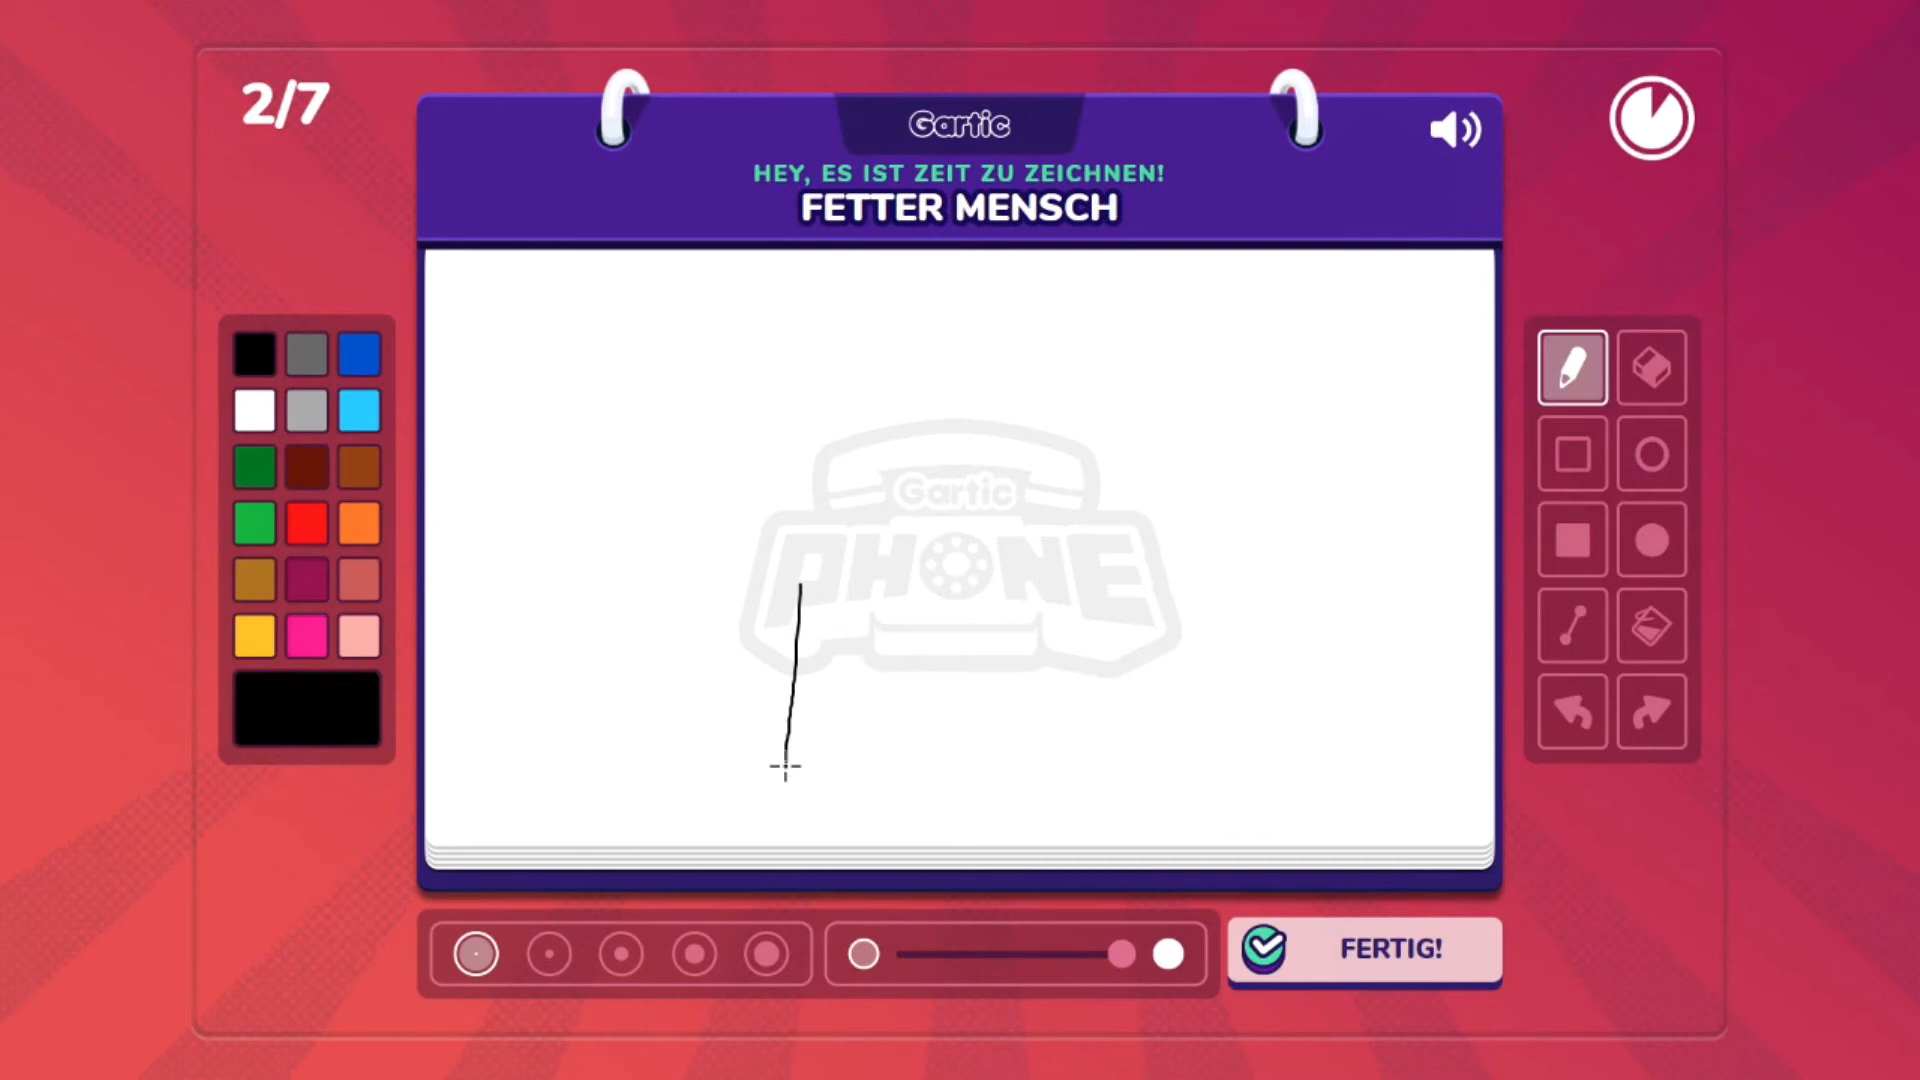 2/7
Gartic
HEY, ES IST ZEIT ZU ZEICHNEN!
FETTER MENSCH
Gartic
PHONE
FERTIG!